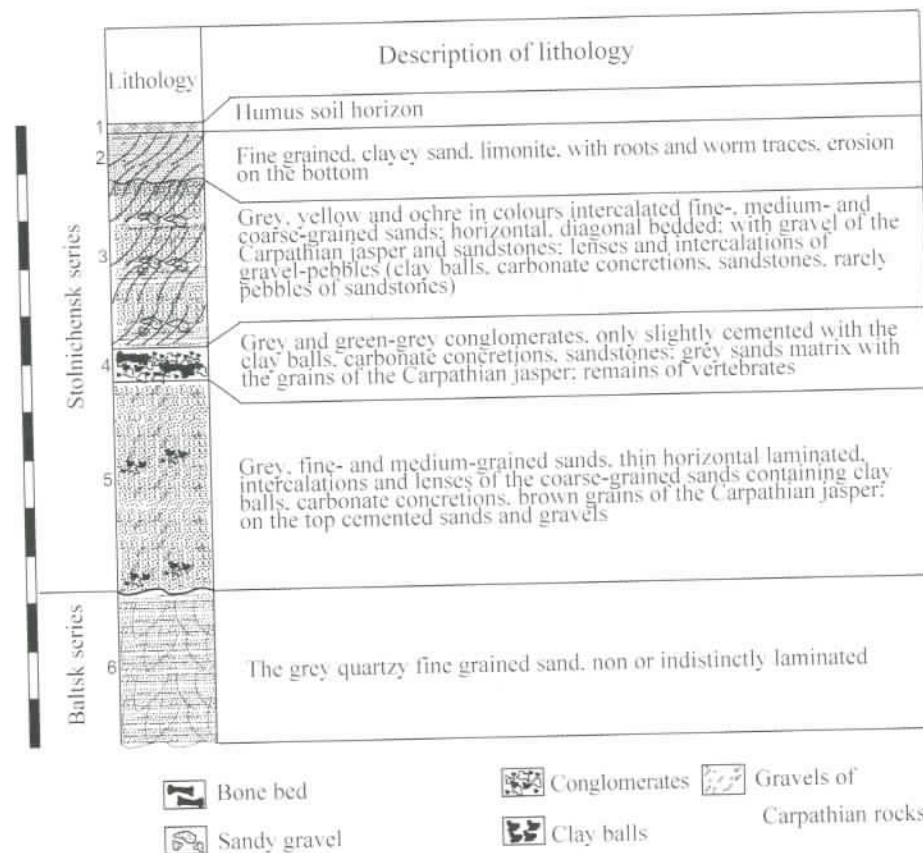 Lithology
Description of lithology
1
Humus soil horizon
2
Fine grained, clayey sand, limonite, with roots and worm traces, erosion
on the bottom
3
Grey, yellow and ochre in colours intercalated fine-, medium- and
coarse-grained sands; horizontal, diagonal bedded; with gravel of the
Carpathian jasper and sandstones; lenses and intercalations of
gravel-pebbles (clay balls, carbonate concretions, sandstones, rarely
pebbles of sandstones)
4
Grey and green-grey conglomerates, only slightly cemented with the
clay balls, carbonate concretions, sandstones; grey sands matrix with
the grains of the Carpathian jasper; remains of vertebrates
5
Grey, fine- and medium-grained sands, thin horizontal laminated,
intercalations and lenses of the coarse-grained sands containing clay
balls, carbonate concretions, brown grains of the Carpathian jasper;
on the top cemented sands and gravels
6
The grey quartzy fine grained sand, non or indistinctly laminated
Stolnichensk series
Baltsk series
Bone bed
Sandy gravel
Conglomerates
Clay balls
Gravels of
Carpathian rocks